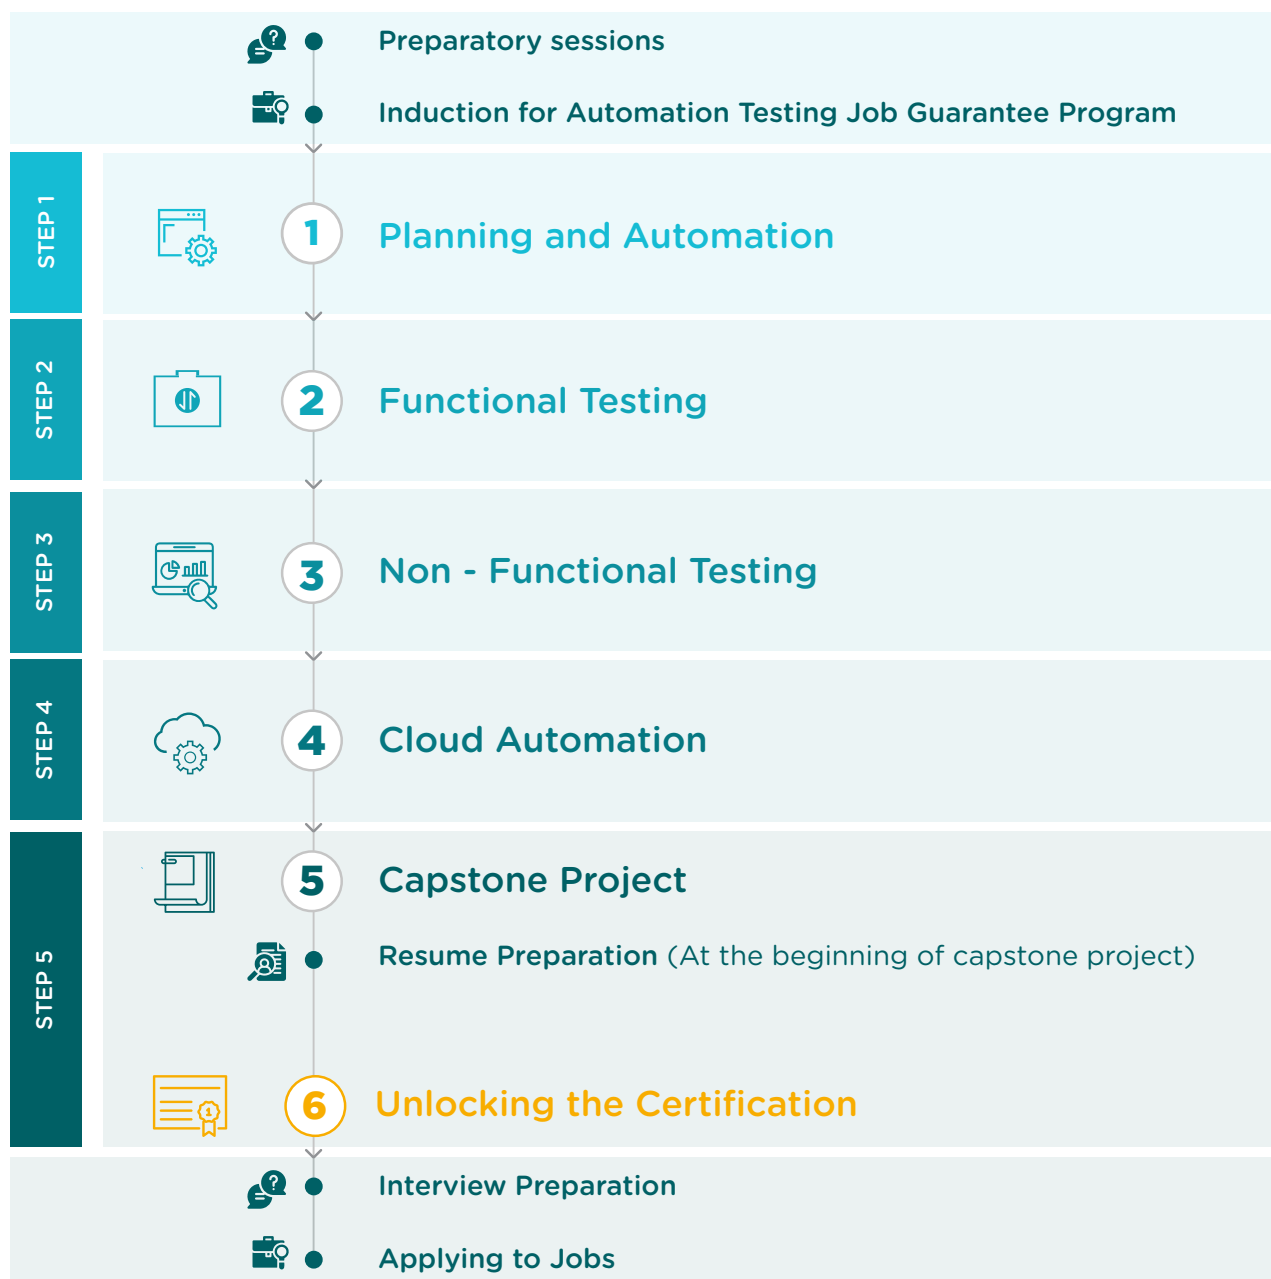 Preparatory sessions
Induction for Automation Testing Job Guarantee Program
STEP 1
1
Planning and Automation
STEP 2
2
Functional Testing
STEP 3
3
Non - Functional Testing
STEP 4
4
Cloud Automation
STEP 5
5
Capstone Project
Resume Preparation (At the beginning of capstone project)
1
6
Unlocking the Certification
Interview Preparation
Applying to Jobs